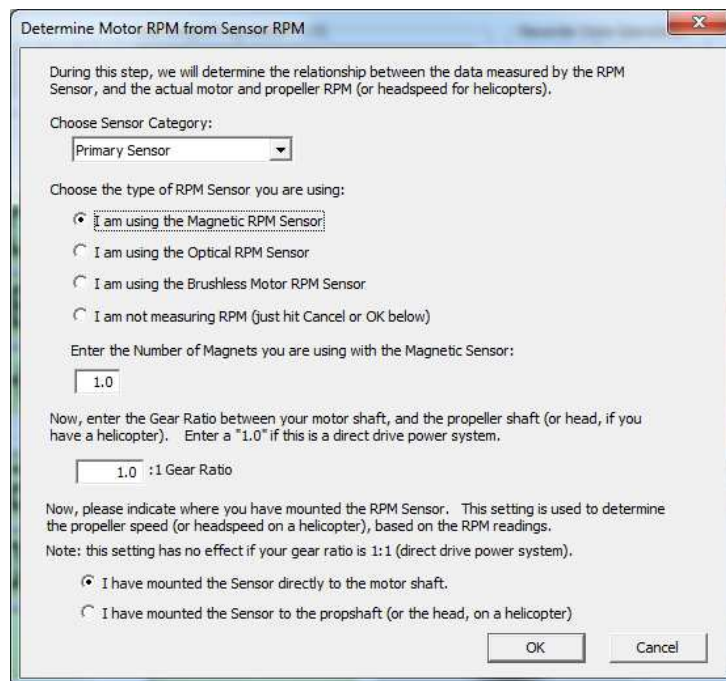 Determine Motor RPM from Sensor RPM
During this step, we will determine the relationship between the data measured by the RPM
Sensor, and the actual motor and propeller RPM (or headspeed for helicopters).
Choose Sensor Category:
Primary Sensor
Choose the type of RPM Sensor you are using:
I am using the Magnetic RPM Sensor
I am using the Optical RPM Sensor
I am using the Brushless Motor RPM Sensor
I am not measuring RPM (just hit Cancel or OK below)
Enter the Number of Magnets you are using with the Magnetic Sensor:
1.0
Now, enter the Gear Ratio between your motor shaft, and the propeller shaft (or head, if you
have a helicopter).   Enter a "1.0" if this is a direct drive power system.
1.0 :1 Gear Ratio
Now, please indicate where you have mounted the RPM Sensor.   This setting is used to determine
the propeller speed (or headspeed on a helicopter), based on the RPM readings.
Note: this setting has no effect if your gear ratio is 1:1 (direct drive power system).
I have mounted the Sensor directly to the motor shaft.
I have mounted the Sensor to the propshaft (or the head, on a helicopter)
OK Cancel